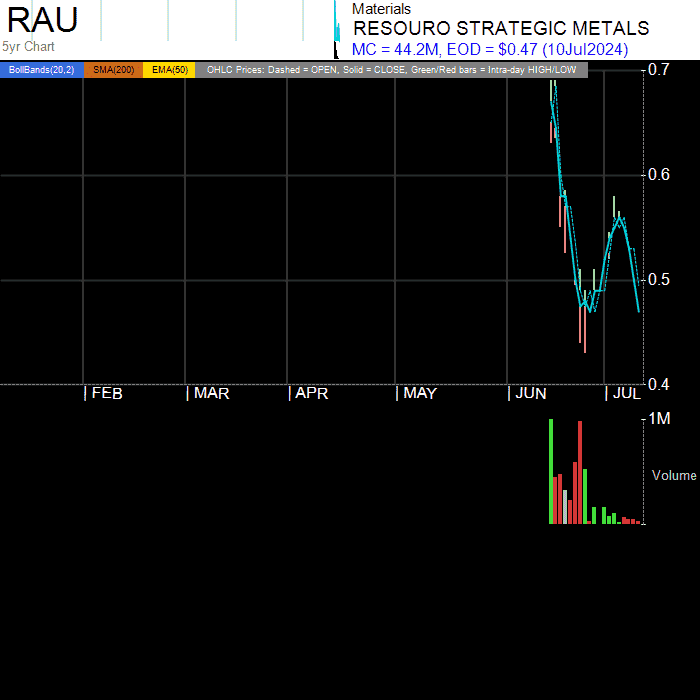 RAU
5yr Chart
Materials
RESOURO STRATEGIC METALS
MC = 44.2M, EOD = $0.47 (10Jul2024)
BollBands(20,2) SMA(200) EMA(50) OHLC Prices: Dashed = OPEN, Solid = CLOSE, Green/Red bars = Intra-day HIGH/LOW
0.7
0.6
0.5
0.4
| FEB | MAR | APR | MAY | JUN | JUL
1M
Volume